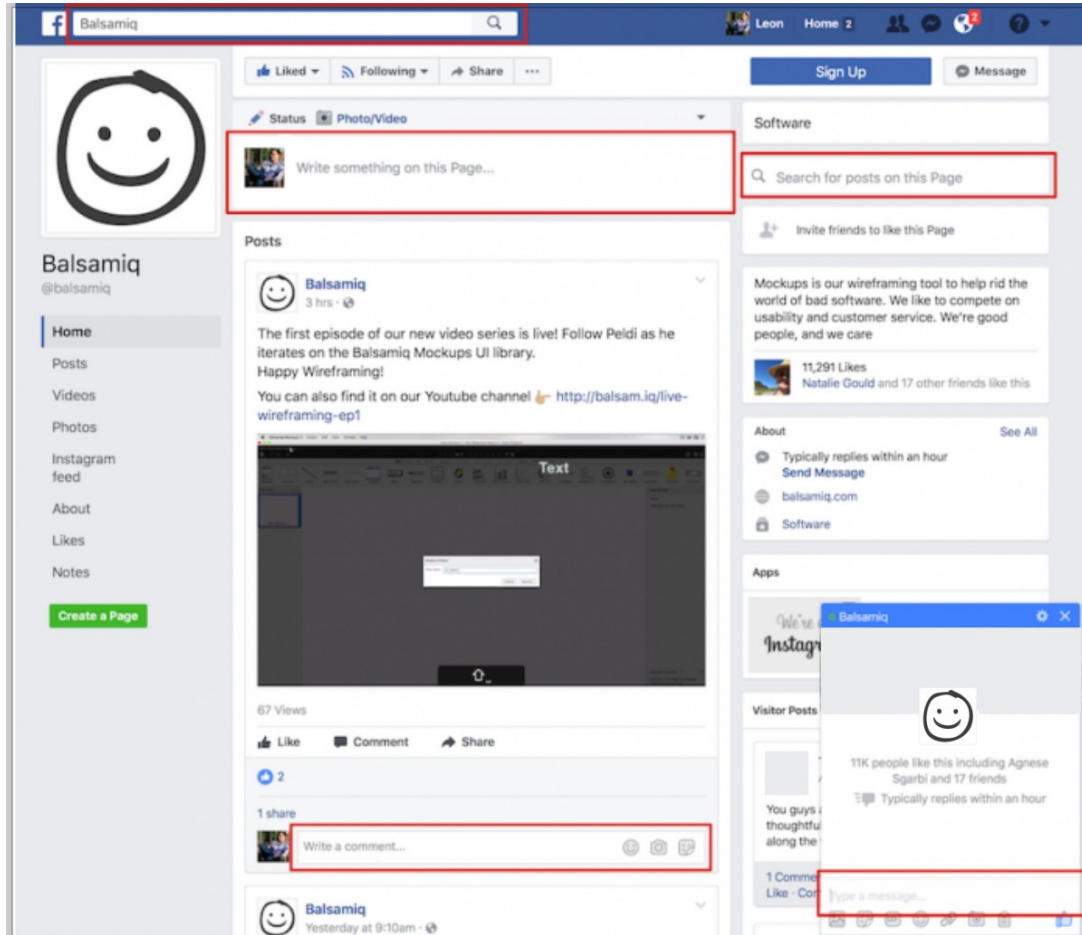 Balsamiq
Leon
Home 2
2
Liked
Following
Share
Sign Up
Message
Balsamiq
@balsamiq
Home
Posts
Videos
Photos
Instagram
feed
About
Likes
Notes
Create a Page
Status
Photo/Video
Write something on this Page...
Posts
Balsamiq
3 hrs ·
The first episode of our new video series is live! Follow Peldi as he
iterates on the Balsamiq Mockups UI library.
Happy Wireframing!
You can also find it on our Youtube channel http://balsam.iq/live-
wireframing-ep1
Text
67 Views
Like
Comment
Share
2
1 share
Write a comment...
Balsamiq
Yesterday at 9:10am ·
Software
Search for posts on this Page
Invite friends to like this Page
Mockups is our wireframing tool to help rid the
world of bad software. We like to compete on
usability and customer service. We're good
people, and we care
11,291 Likes
Natalie Gould and 17 other friends like this
About
See All
Typically replies within an hour
Send Message
balsamiq.com
Software
Apps
We're
Visitor Posts
You guys
along the
Like ·
Balsamiq
11K people like this including Agnese
Sgarbi and 17 friends
Typically replies within an hour
Type a message...